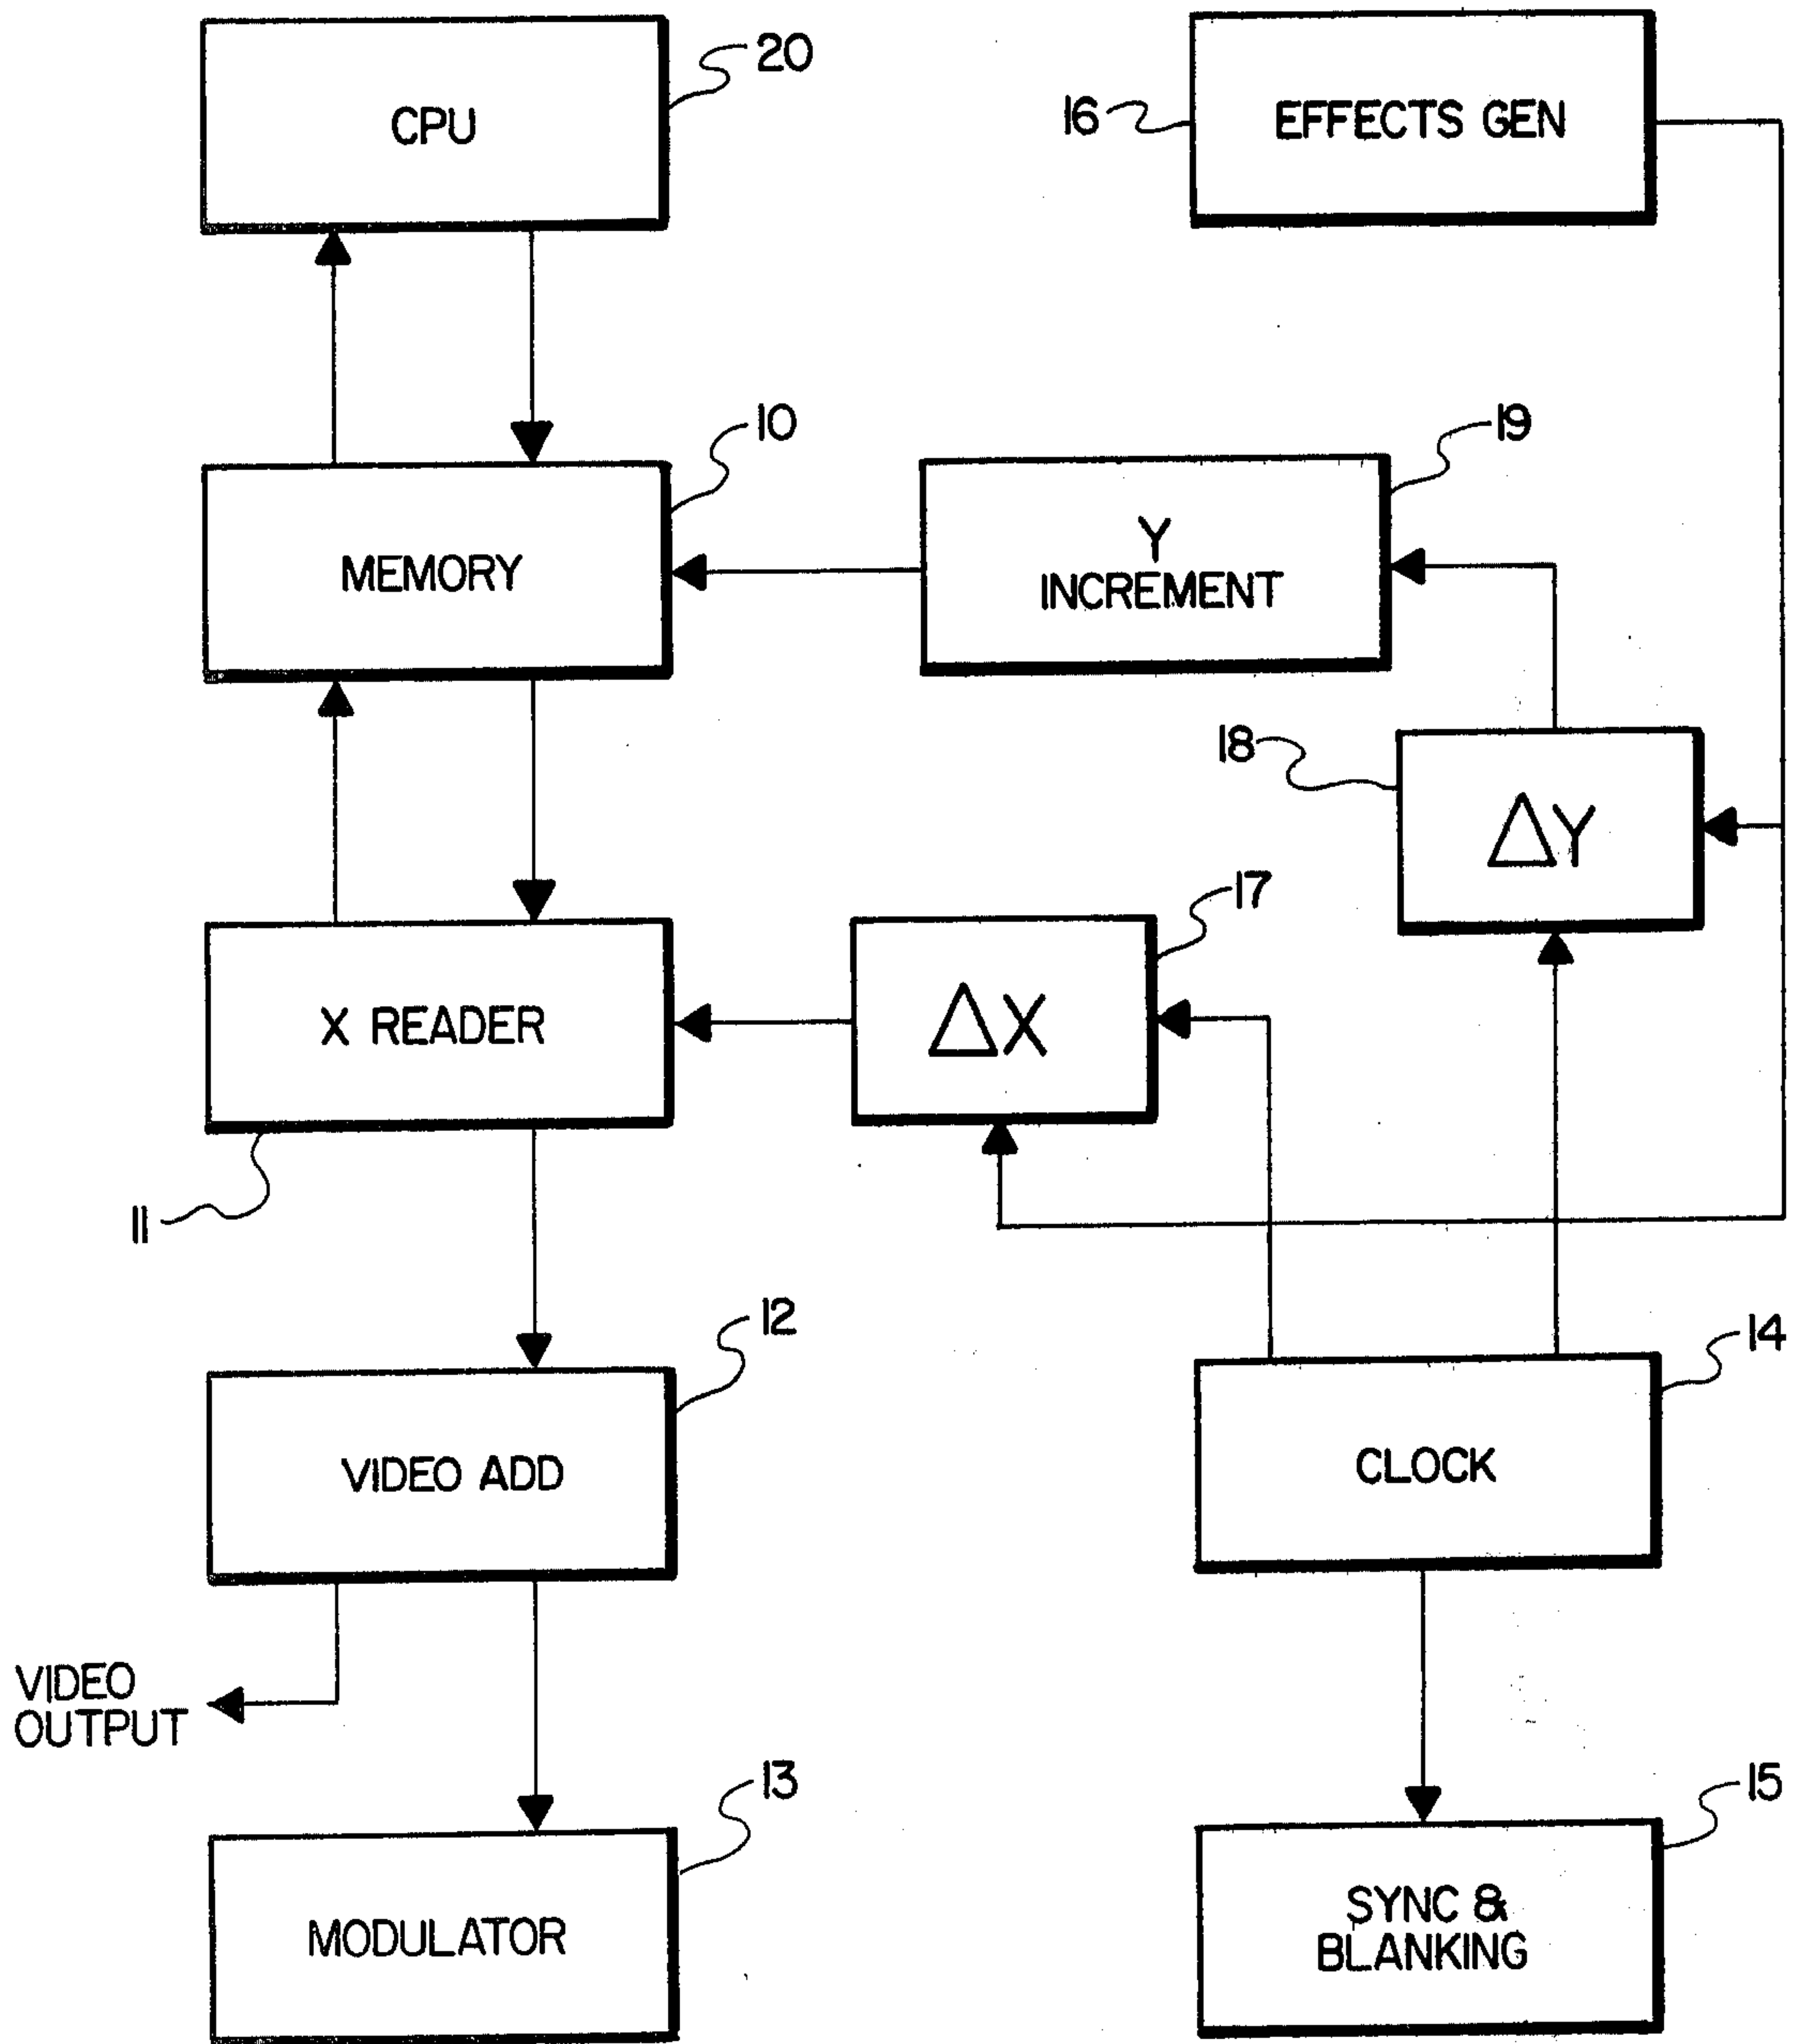 20
CPU
16
EFFECTS GEN
10
19
MEMORY
Y
INCREMENT
18
ΔY
17
X READER
ΔX
11
12
14
VIDEO ADD
CLOCK
VIDEO
OUTPUT
13
15
MODULATOR
SYNC &
BLANKING